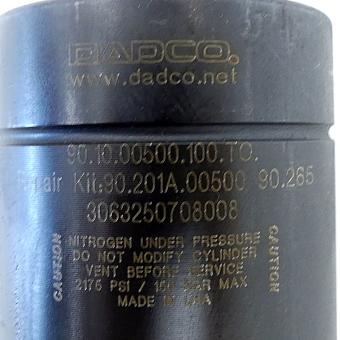 DADCO.
www.dadco.net
90.10.00500.100.TO.
Repair Kit:90.201A.00500 90.265
3063250708008
NITROGEN UNDER PRESSURE
DO NOT MODIFY CYLINDER
VENT BEFORE SERVICE
2175 PSI / 150 BAR MAX
MADE IN USA
CAUTION
CAUTION